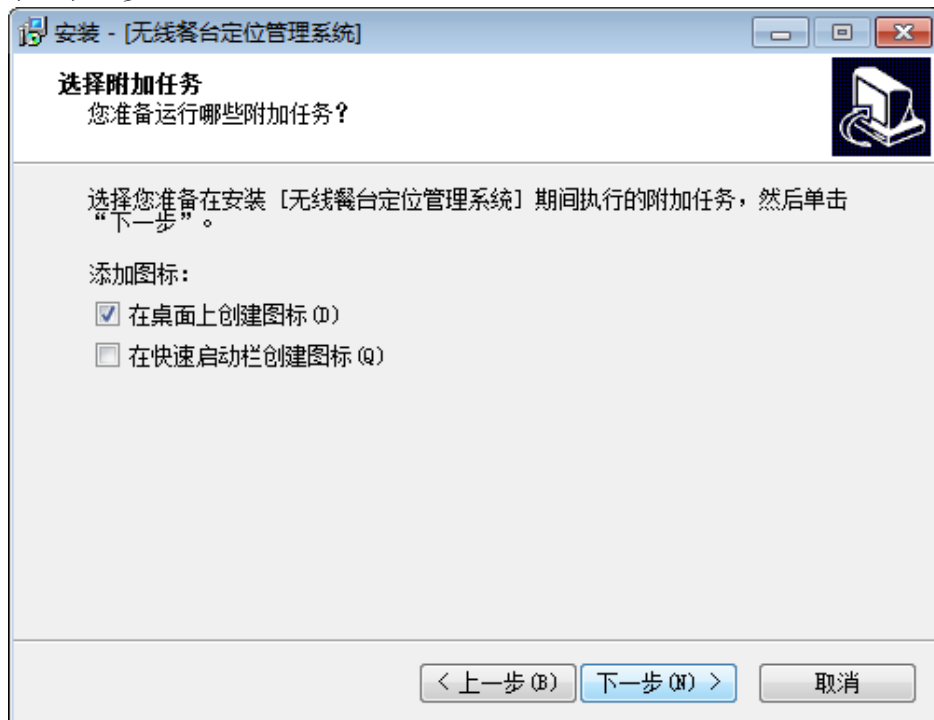 安装 - [无线餐台定位管理系统]
选择附加任务
您准备运行哪些附加任务？
选择您准备在安装 [无线餐台定位管理系统] 期间执行的附加任务，然后单击
“下一步”。
添加图标：
在桌面上创建图标(D)
在快速启动栏创建图标(Q)
< 上一步(B)
下一步(N) >
取消